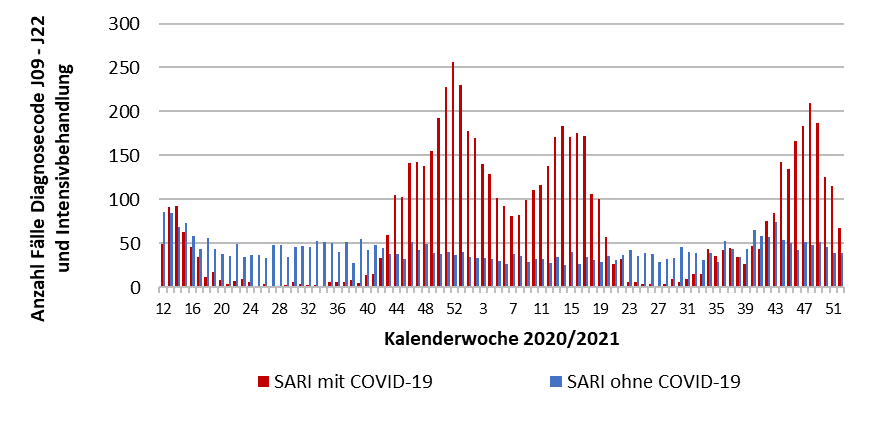 Anzahl Fälle Diagnosecode J09 - J22
und Intensivbehandlung
300
250
200
150
100
50
0
12 16 20 24 28 32 36 40 44 48 52 3 7 11 15 19 23 27 31 35 39 43 47 51
Kalenderwoche 2020/2021
SARI mit COVID-19 SARI ohne COVID-19